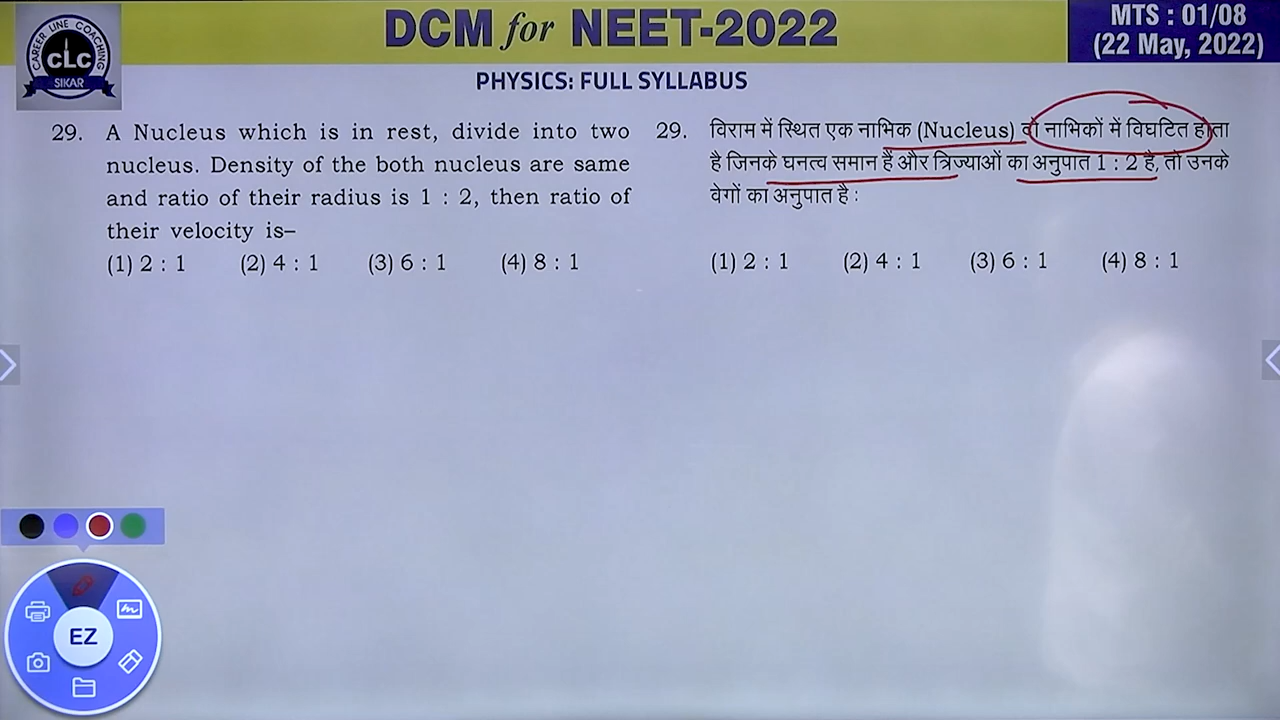 CAREER LINE COACHING
CLC
SIKAR
DCM for NEET-2022
MTS : 01/08
(22 May, 2022)
PHYSICS: FULL SYLLABUS
29. A Nucleus which is in rest, divide into two
nucleus. Density of the both nucleus are same
and ratio of their radius is 1 : 2, then ratio of
their velocity is–
(1) 2 : 1 (2) 4 : 1 (3) 6 : 1 (4) 8 : 1
29. विराम में स्थित एक नाभिक (Nucleus) दो नाभिकों में विघटित होता
है जिनके घनत्व समान हैं और त्रिज्याओं का अनुपात 1 : 2 है, तो उनके
वेगों का अनुपात है :
(1) 2 : 1 (2) 4 : 1 (3) 6 : 1 (4) 8 : 1
EZ